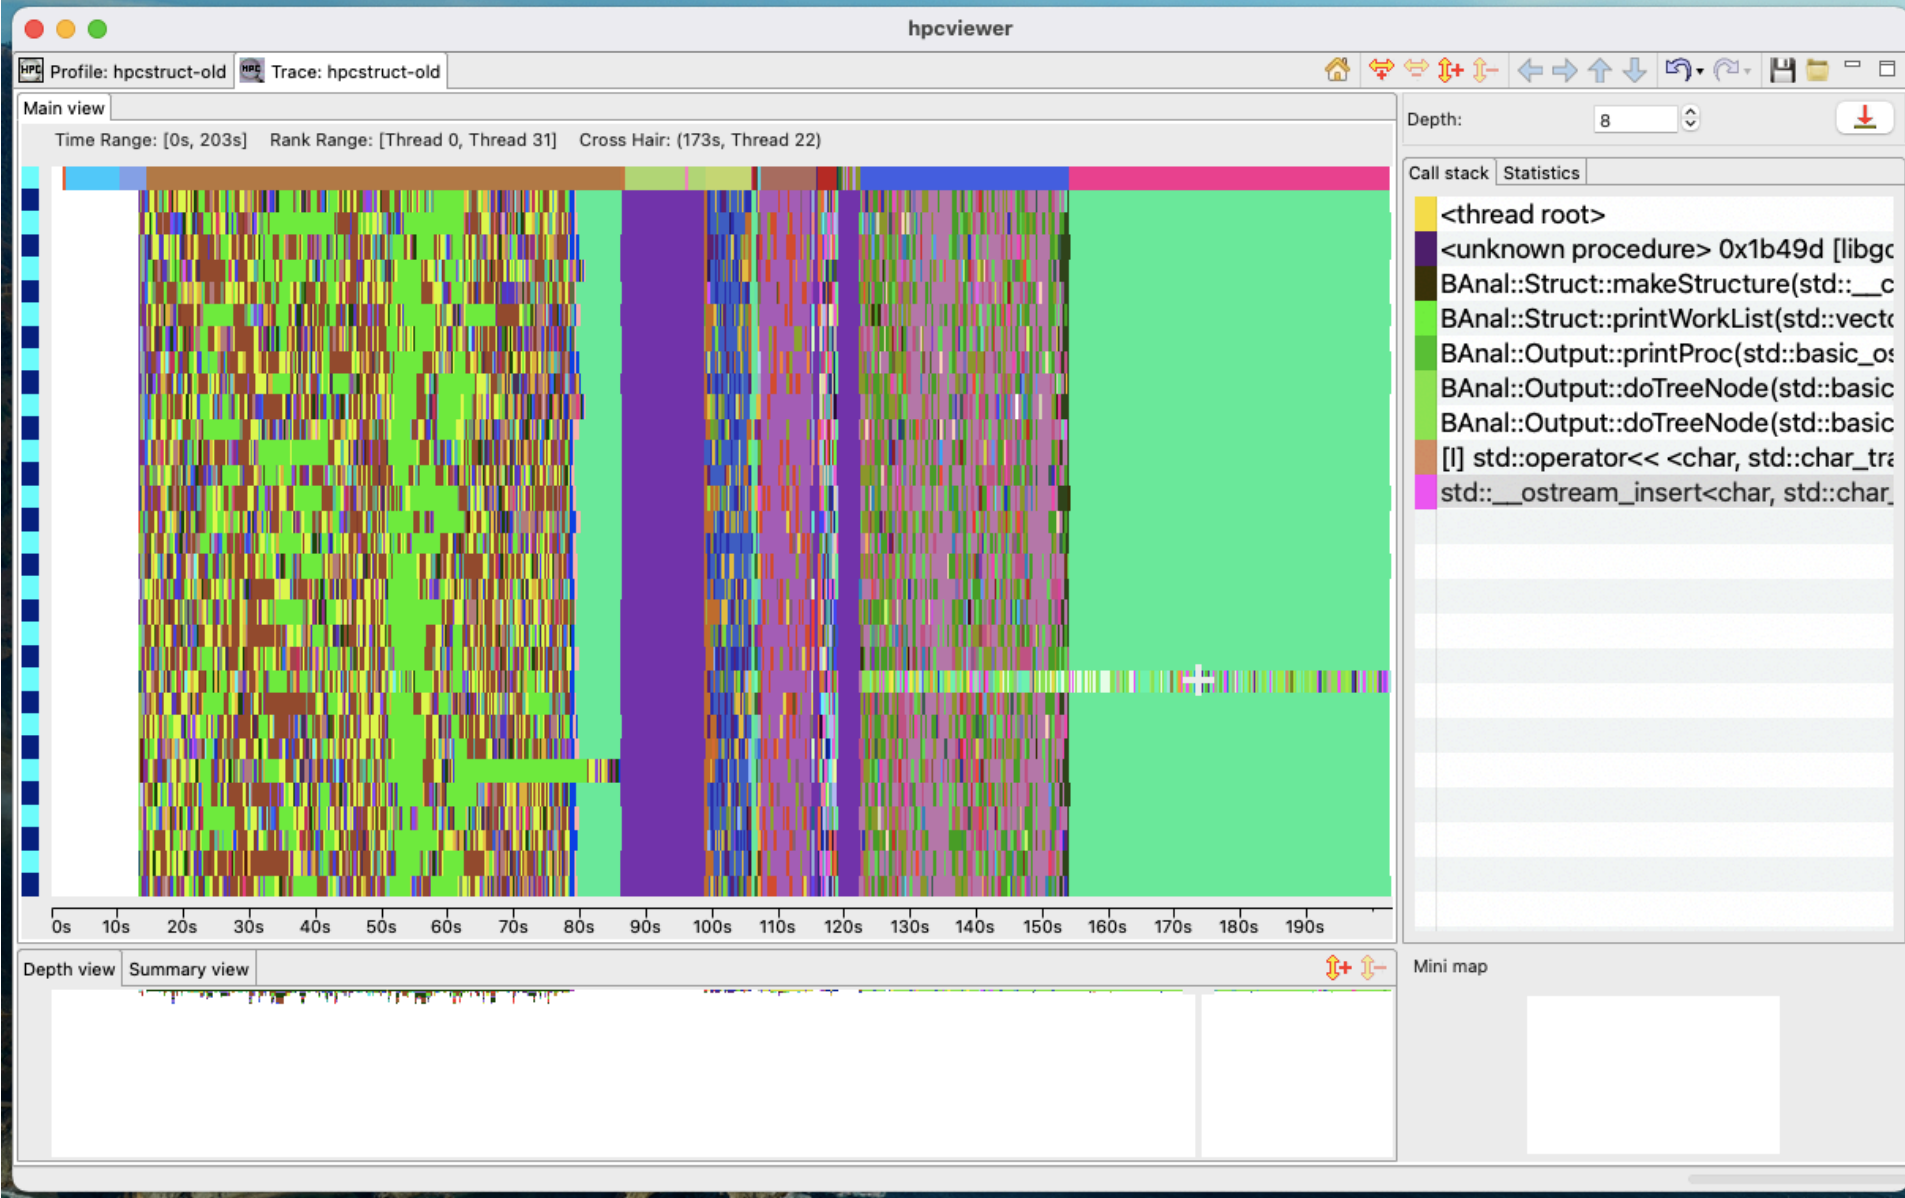 hpcviewer
Profile: hpcstruct-old
Trace: hpcstruct-old
Main view
Time Range: [0s, 203s] Rank Range: [Thread 0, Thread 31] Cross Hair: (173s, Thread 22)
0s 10s 20s 30s 40s 50s 60s 70s 80s 90s 100s 110s 120s 130s 140s 150s 160s 170s 180s 190s
Depth view
Summary view
Depth:
8
Call stack
Statistics
<thread root>
<unknown procedure> 0x1b49d [libgo
BAnal::Struct::makeStructure(std::__c
BAnal::Struct::printWorkList(std::vecto
BAnal::Output::printProc(std::basic_os
BAnal::Output::doTreeNode(std::basic
BAnal::Output::doTreeNode(std::basic
[I] std::operator<< <char, std::char_tra
std::__ostream_insert<char, std::char_
Mini map